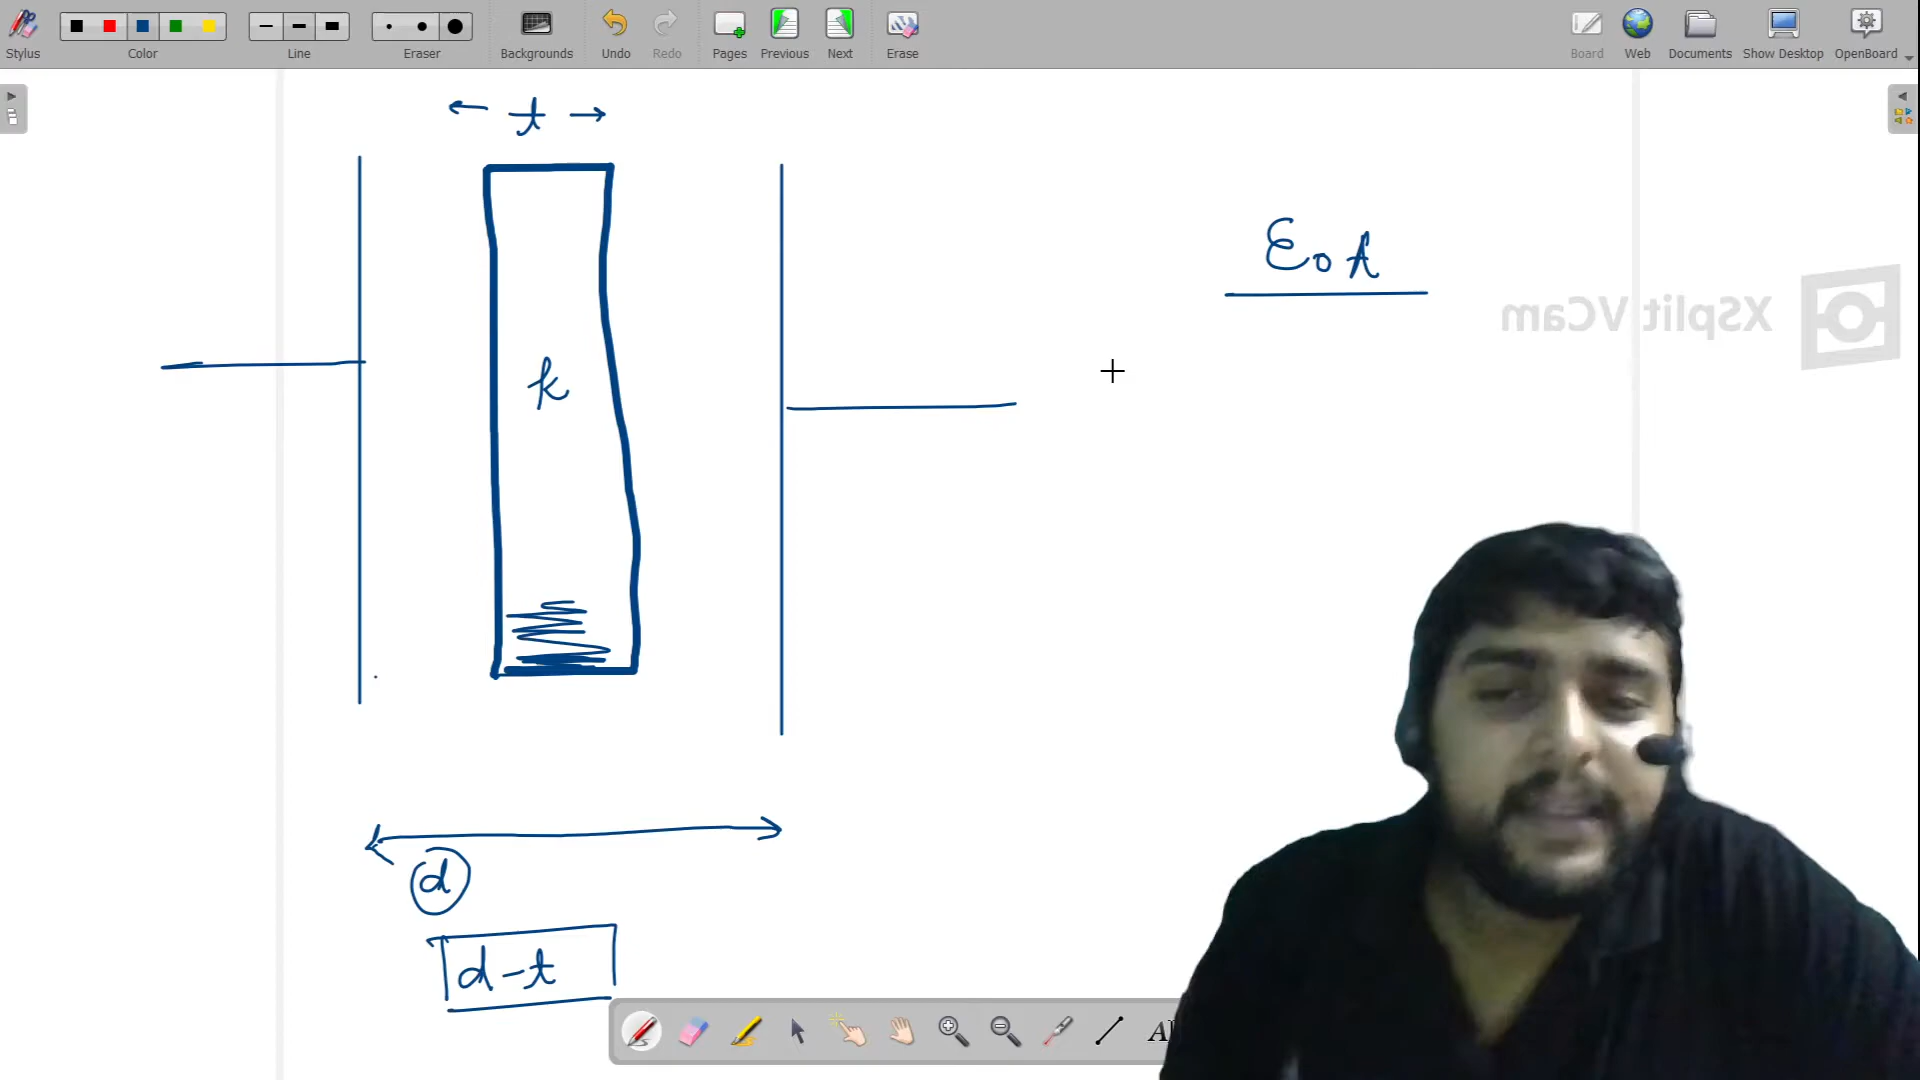 Stylus Color Line Eraser Backgrounds Undo Redo Pages Previous Next Erase Board Web Documents Show Desktop OpenBoard
← t →
ε₀A
XSplit VCam
k
d
d-t
A